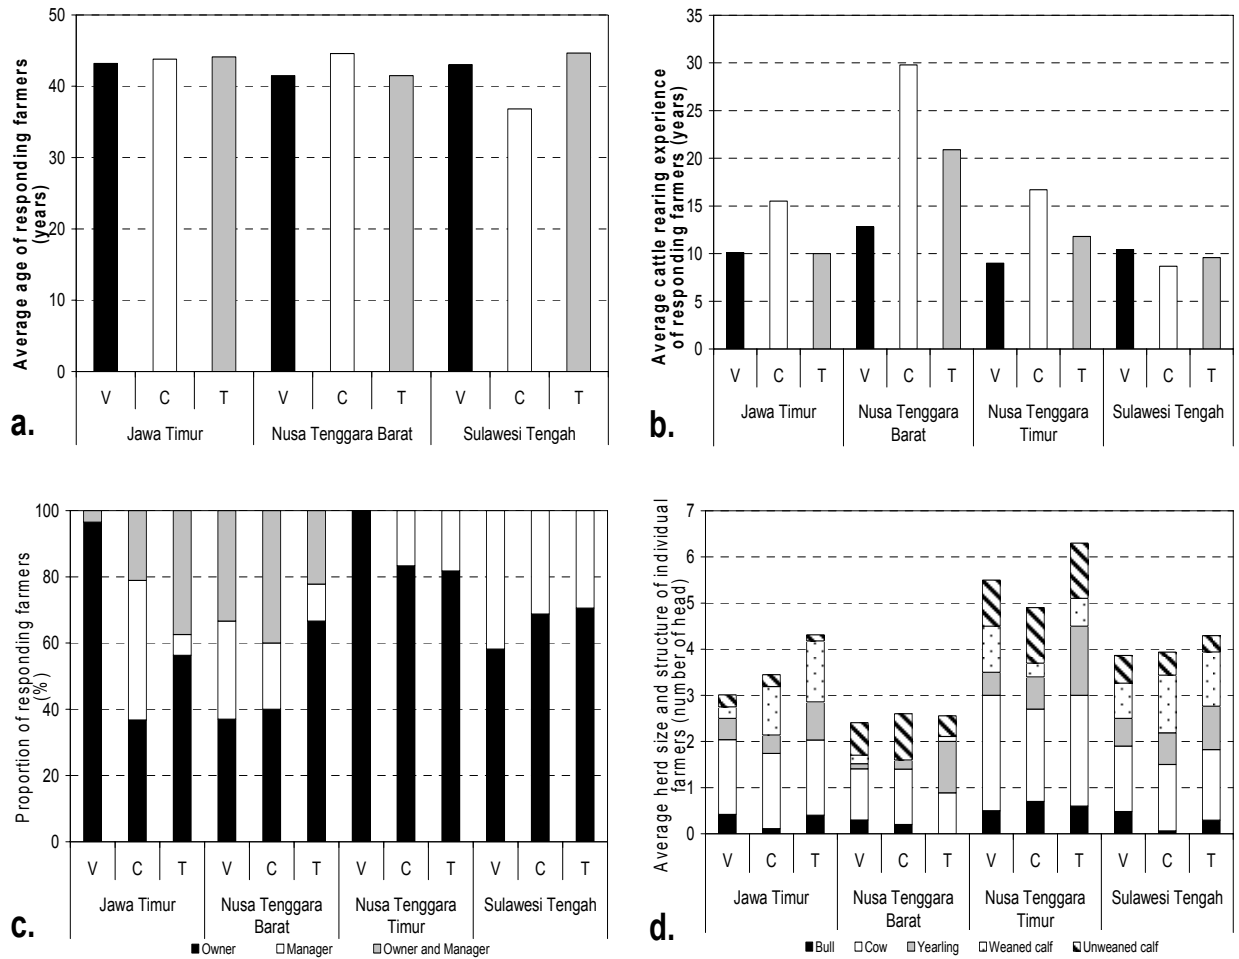 50
40
30
20
10
0
Average age of responding farmers
(years)
V C T V C T V C T
Jawa Timur Nusa Tenggara Barat Sulawesi Tengah
a.
35
30
25
20
15
10
5
0
Average cattle rearing experience
of responding farmers (years)
V C T V C T V C T V C T
Jawa Timur Nusa Tenggara Nusa Tenggara Sulawesi Tengah
Barat Timur
b.
100
80
60
40
20
0
Proportion of responding farmers
(%)
V C T V C T V C T V C T
Jawa Timur Nusa Tenggara Nusa Tenggara Sulawesi Tengah
Barat Timur
c.
Owner Manager Owner and Manager
7
6
5
4
3
2
1
0
Average herd size and structure of individual
farmers (number of head)
V C T V C T V C T V C T
Jawa Timur Nusa Tenggara Nusa Tenggara Sulawesi Tengah
Barat Timur
d.
Bull Cow Yearling Weaned calf Unweaned calf